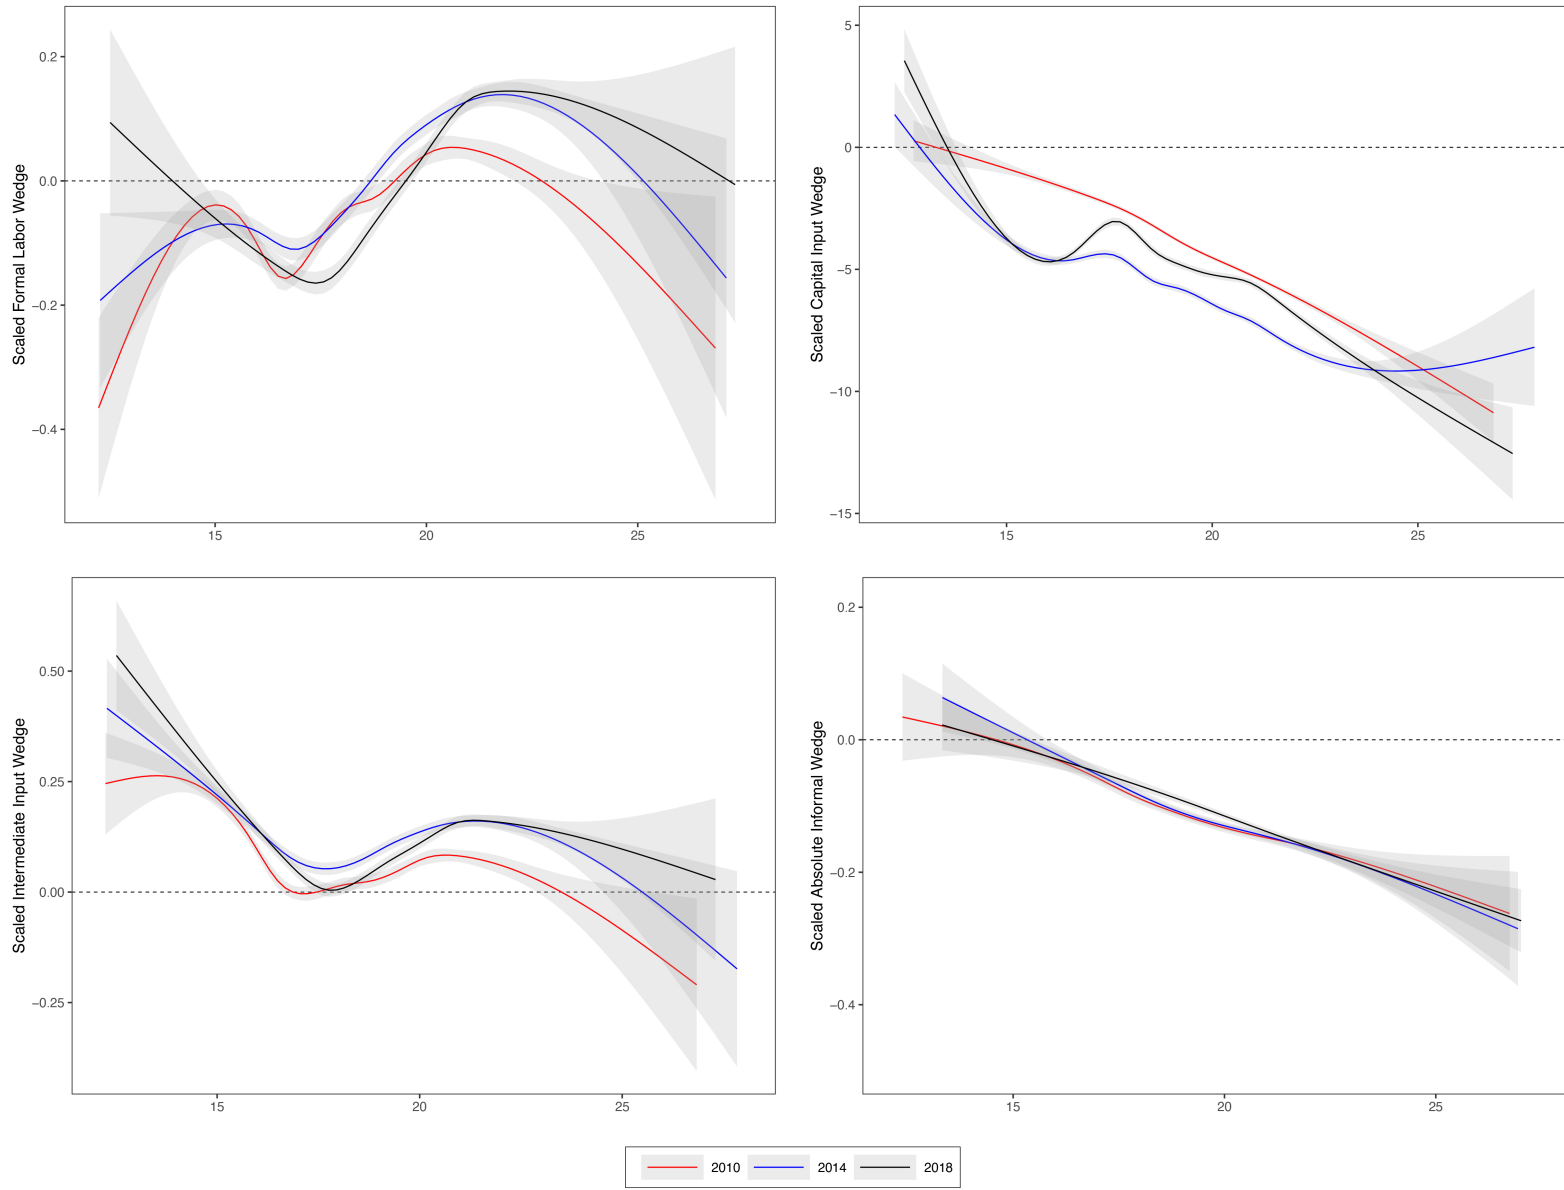 Scaled Formal Labor Wedge
0.2
0.0
−0.2
−0.4
15 20 25
Scaled Capital Input Wedge
5
0
−5
−10
−15
15 20 25
Scaled Intermediate Input Wedge
0.50
0.25
0.00
−0.25
15 20 25
Scaled Absolute Informal Wedge
0.2
0.0
−0.2
−0.4
15 20 25
2010 2014 2018